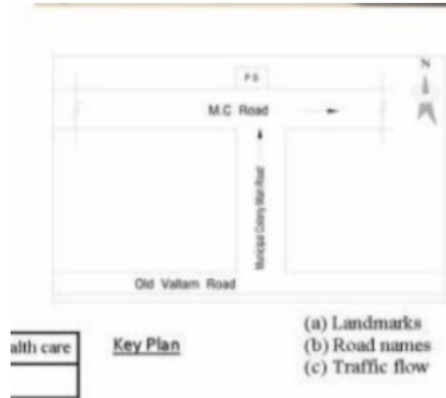 N
P S
M.C Road
Municipal Colony Main Road
Old Vallam Road
alth care
Key Plan
(a) Landmarks
(b) Road names
(c) Traffic flow